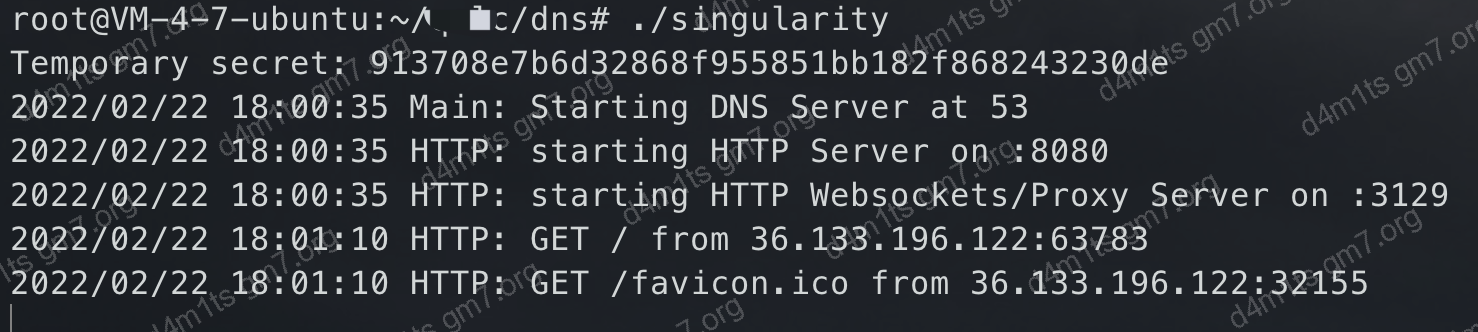 root@VM-4-7-ubuntu:~/ c/dns# ./singularity
Temporary secret: 913708e7b6d32868f955851bb182f868243230de
2022/02/22 18:00:35 Main: Starting DNS Server at 53
2022/02/22 18:00:35 HTTP: starting HTTP Server on :8080
2022/02/22 18:00:35 HTTP: starting HTTP Websockets/Proxy Server on :3129
2022/02/22 18:01:10 HTTP: GET / from 36.133.196.122:63783
2022/02/22 18:01:10 HTTP: GET /favicon.ico from 36.133.196.122:32155
d4m1ts gm7.org